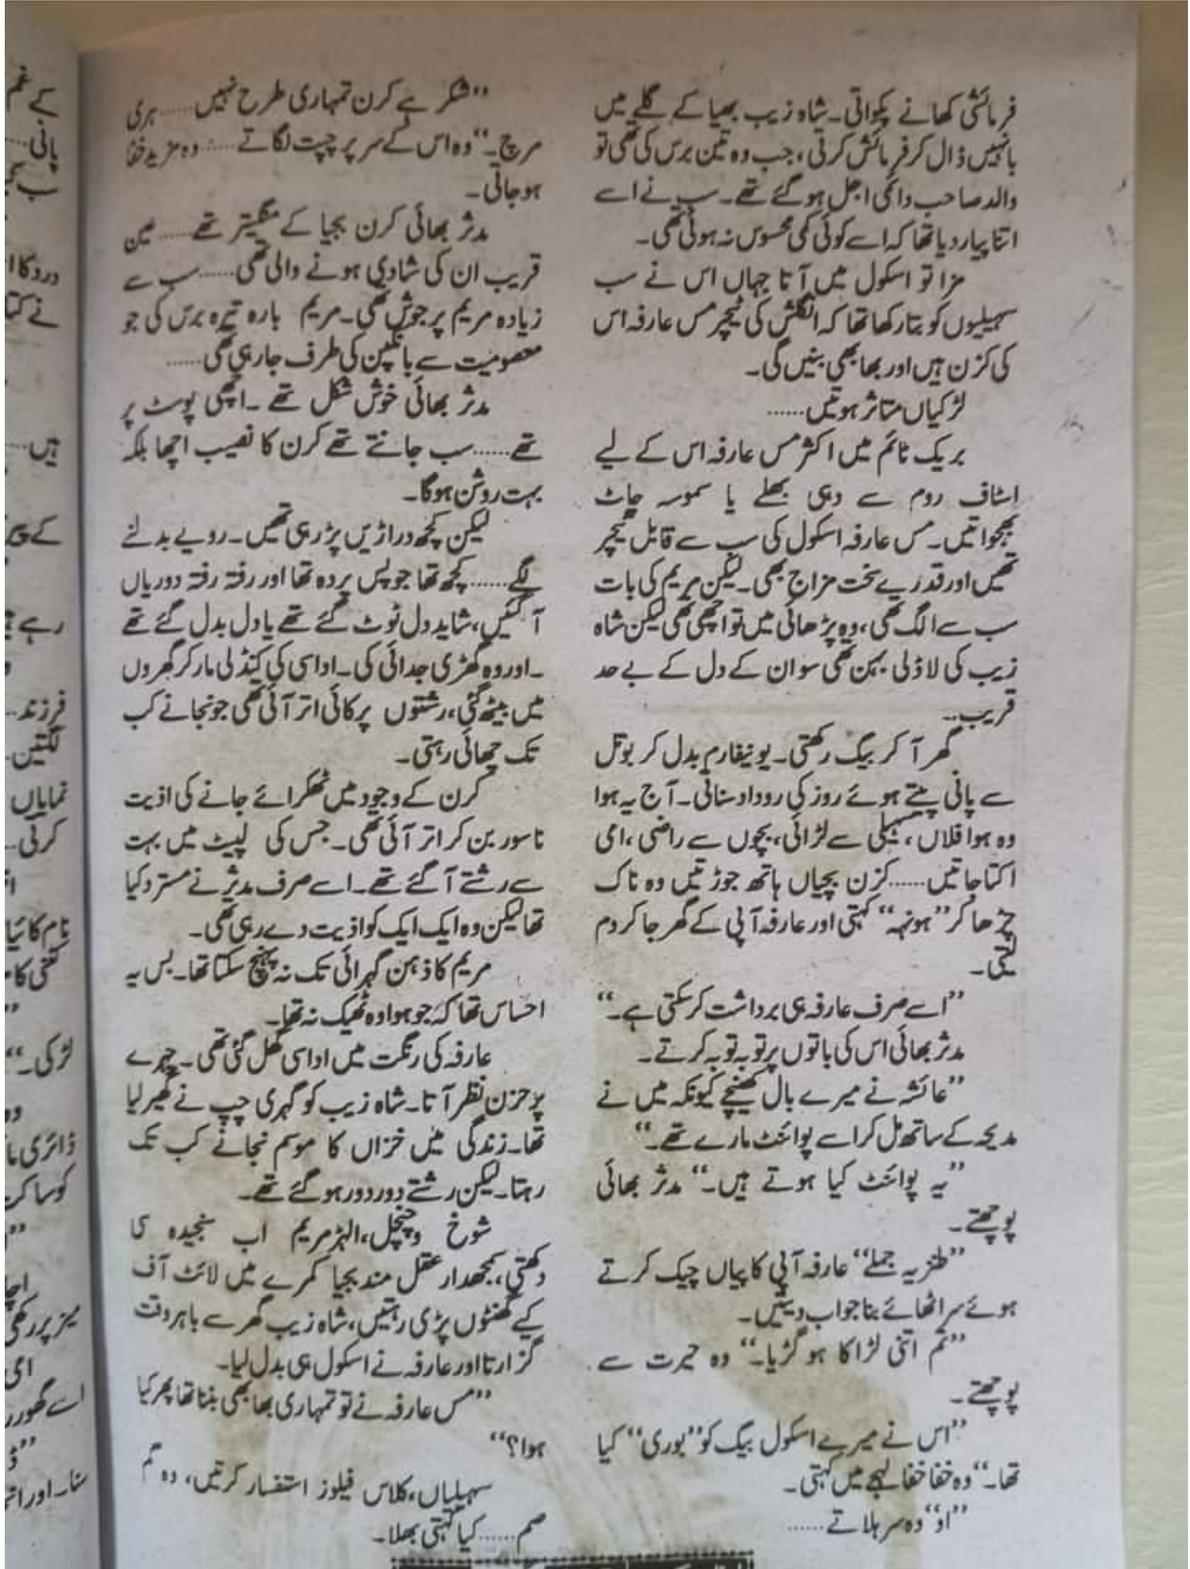 فرمائشی کھانے پکواتی۔ شاہ زیب بھیا کے گلے میں
بانہیں ڈال کر فرمائش کرتی، جب وہ تین برس کی تھی تو
والد صاحب داعی اجل ہو گئے تھے۔ سب نے اسے
اتنا پیار دیا تھا کہ اسے کوئی کمی محسوس نہ ہوئی تھی۔
مزا تو اسکول میں آتا جہاں اس نے سب
سہیلیوں کو بتا رکھا تھا کہ انگلش کی ٹیچر مس عارفہ اس
کی کزن ہیں اور بھابھی بنیں گی۔
لڑکیاں متاثر ہوتیں......
بریک ٹائم میں اکثر مس عارفہ اس کے لیے
اسٹاف روم سے دہی بھلے یا سموسہ چاٹ
بھجواتیں۔ مس عارفہ اسکول کی سب سے قابل ٹیچر
تھیں اور قدرے سخت مزاج بھی۔ لیکن مریم کی بات
سب سے الگ تھی، وہ پڑھائی میں تو اچھی تھی لیکن شاہ
زیب کی لاڈلی بہن تھی سو ان کے دل کے بے حد
قریب..
گھر آ کر بیگ رکھتی۔ یونیفارم بدل کر بوتل
سے پانی پیتے ہوئے روز کی روداد سناتی۔ آج یہ ہوا
وہ ہوا فلاں، سہیلی سے لڑائی، بچوں سے راضی، امی
اکتا جاتیں...... کزن بچیاں ہاتھ جوڑتیں وہ ناک
چڑھا کر ”ہونہہ“ کہتی اور عارفہ آپی کے گھر جا کر دم
لیتی۔
”اسے صرف عارفہ ہی برداشت کر سکتی ہے۔“
مدثر بھائی اس کی باتوں پر توبہ توبہ کرتے۔
”عائشہ نے میرے بال کھینچے کیونکہ میں نے
مدیحہ کے ساتھ مل کر اسے پوائنٹ مارے تھے۔“
”یہ پوائنٹ کیا ہوتے ہیں۔“ مدثر بھائی
پوچھتے۔
”طنزیہ جملے“ عارفہ آپی کاپیاں چیک کرتے
ہوئے سر اٹھائے بنا جواب دیتیں۔
”تم اتنی لڑاکا ہو گڑیا۔“ وہ حیرت سے
پوچھتے۔
”اس نے میرے اسکول بیگ کو ”بوری“ کہا
تھا۔“ وہ خفا خفا لہجے میں کہتی۔
”او“ وہ سر ہلاتے......
”شکر ہے کرن تمہاری طرح نہیں...... ہری
مرچ۔“ وہ اس کے سر پر چپت لگاتے...... وہ مزید خفا
ہو جاتی۔
مدثر بھائی کرن بجیا کے منگیتر تھے...... عین
قریب ان کی شادی ہونے والی تھی...... سب سے
زیادہ مریم پرجوش تھی۔ مریم بارہ تیرہ برس کی جو
معصومیت سے بانکپن کی طرف جا رہی تھی......
مدثر بھائی خوش شکل تھے۔ اچھی پوسٹ پر
تھے...... سب جانتے تھے کرن کا نصیب اچھا بلکہ
بہت روشن ہوگا۔
لیکن کچھ دراڑیں پڑ رہی تھیں۔ رویے بدلنے
لگے...... کچھ تھا جو پس پردہ تھا اور رفتہ رفتہ دوریاں
آ گئیں، شاید دل ٹوٹ گئے تھے یا دل بدل گئے تھے
۔ اور وہ گھڑی جدائی کی۔ اداسی کی کنڈلی مار کر گھروں
میں بیٹھ گئی، رشتوں پر کائی اتر آئی تھی جو نجانے کب
تک چھائی رہتی۔
کرن کے وجود میں ٹھکرائے جانے کی اذیت
ناسور بن کر اتر آئی تھی۔ جس کی لپیٹ میں بہت
سے رشتے آ گئے تھے۔ اسے صرف مدثر نے مسترد کیا
تھا لیکن وہ ایک ایک کو اذیت دے رہی تھی۔
مریم کا ذہن گہرائی تک نہ پہنچ سکتا تھا۔ بس یہ
احساس تھا کہ جو ہوا وہ ٹھیک نہ تھا۔
عارفہ کی رنگت میں اداسی گھل گئی تھی۔ چہرے
پر حزن نظر آتا۔ شاہ زیب کو گہری چپ نے گھیر لیا
تھا۔ زندگی میں خزاں کا موسم نجانے کب تک
رہتا۔ لیکن رشتے دور دور ہو گئے تھے۔
شوخ و چنچل، الہڑ مریم اب سنجیدہ سی
دکھتی، سمجھدار عقل مند بجیا کمرے میں لائٹ آف
کیے گھنٹوں پڑی رہتیں، شاہ زیب گھر سے باہر وقت
گزارتا اور عارفہ نے اسکول ہی بدل لیا۔
”مس عارفہ نے تو تمہاری بھابھی بننا تھا پھر کیا
ہوا؟“
سہیلیاں، کلاس فیلوز استفسار کرتیں، وہ گم
صم...... کیا کہتی بھلا۔
کے غم
پانی...
ہیں...
فرزند..
لگتیں
نمایاں
کرتی..
لڑکی۔“
ڈائری
میز پر رکھی
امی